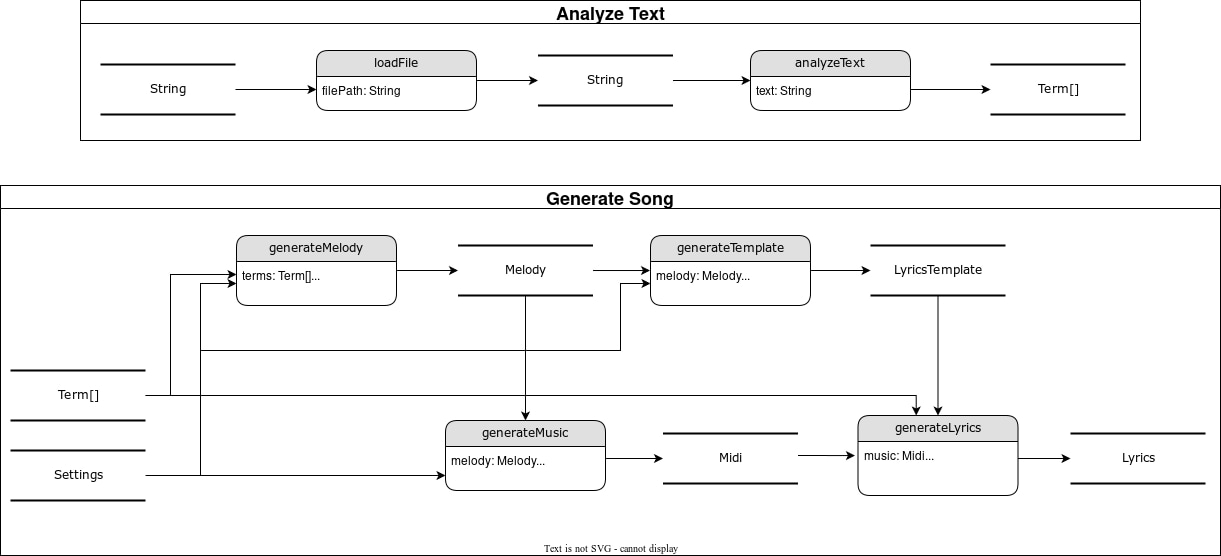 Analyze Text
loadFile
String
analyzeText
String
filePath: String
text: String
Term[]
Generate Song
generateMelody
generateTemplate
terms: Term[]...
Melody
melody: Melody...
LyricsTemplate
Term[]
generateMusic
generateLyrics
melody: Melody...
Midi
music: Midi...
Lyrics
Settings
Text is not SVG - cannot display